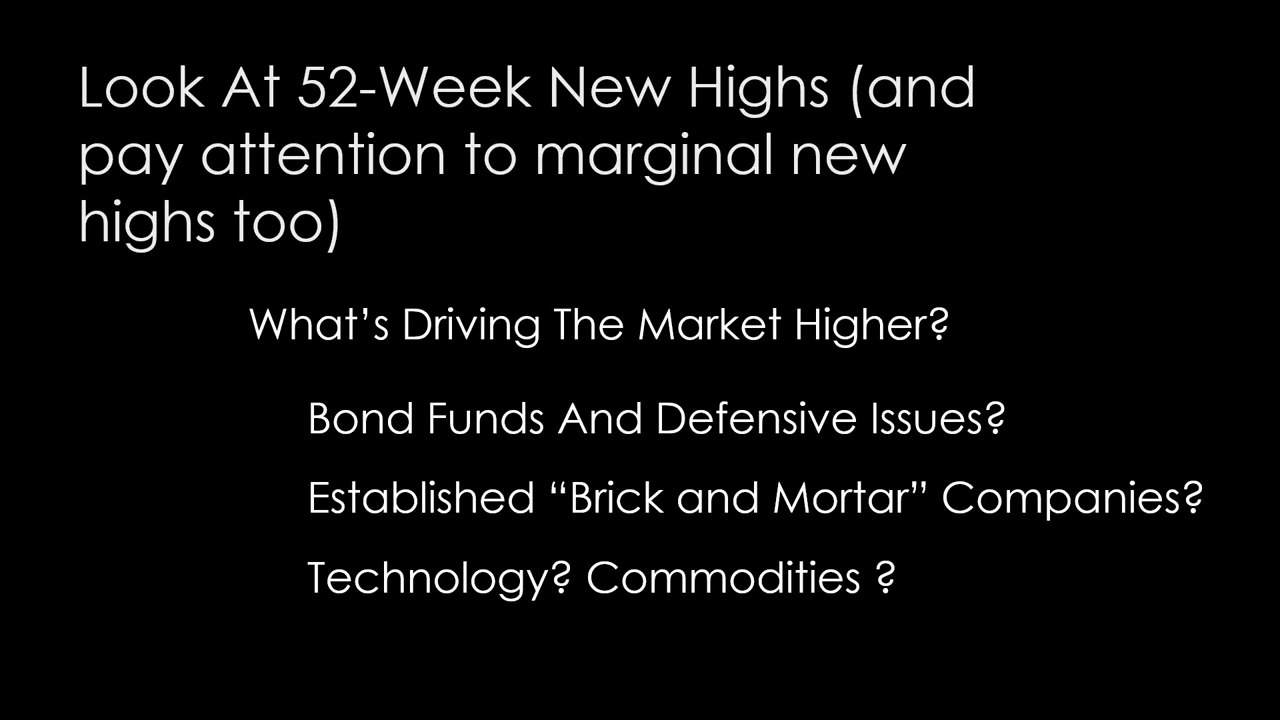 Look At 52-Week New Highs (and
pay attention to marginal new
highs too)
What’s Driving The Market Higher?
Bond Funds And Defensive Issues?
Established “Brick and Mortar” Companies?
Technology? Commodities ?